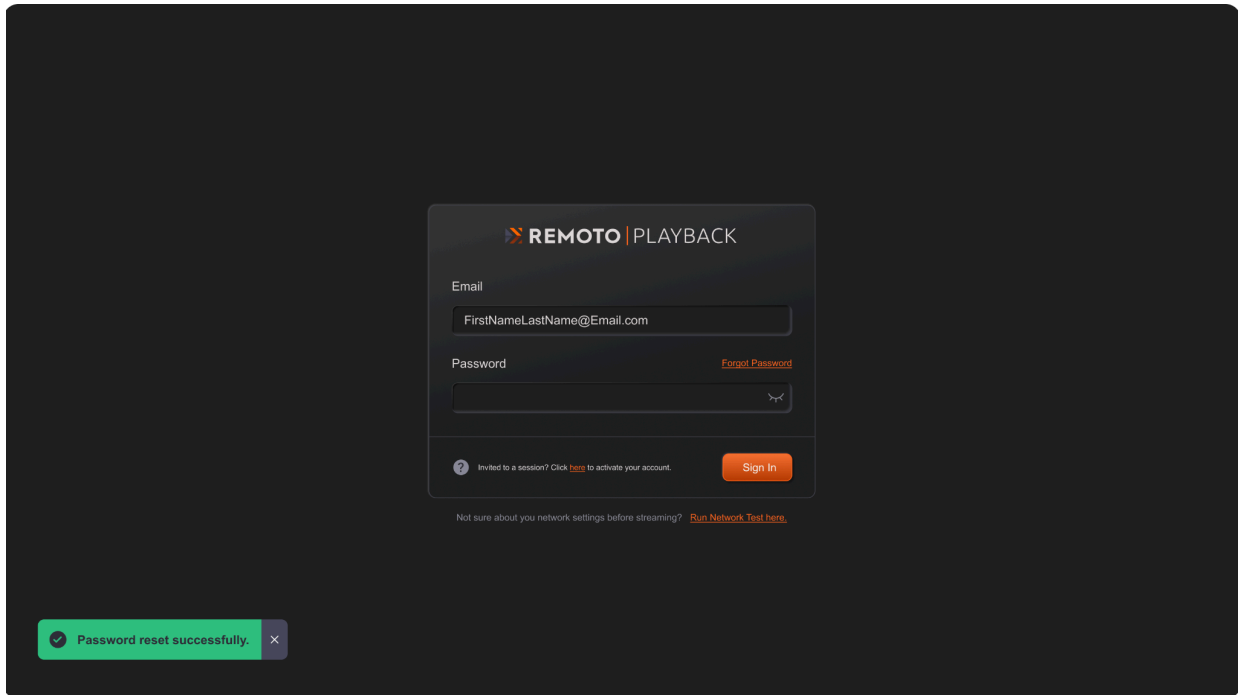 REMOTO|PLAYBACK
Email
FirstNameLastName@Email.com
Password
Forgot Password
? Invited to a session? Click here to activate your account.
Sign In
Not sure about you network settings before streaming? Run Network Test here.
Password reset successfully.